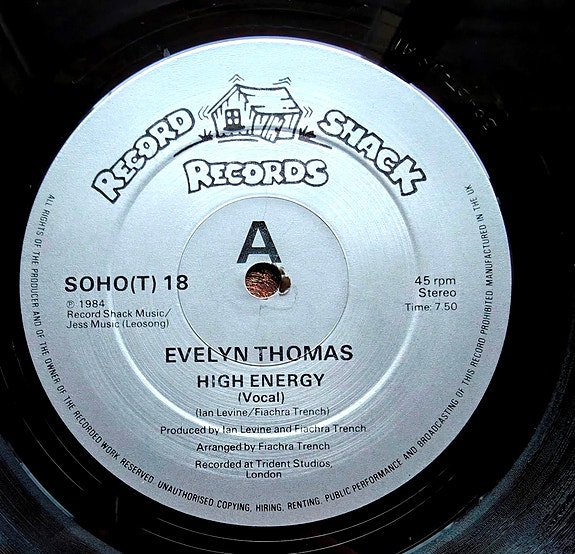 RECORD SHACK
RECORDS
A
SOHO(T) 18
℗ 1984
Record Shack Music/
Jess Music (Leosong)
45 rpm
Stereo
Time: 7.50
EVELYN THOMAS
HIGH ENERGY
(Vocal)
(Ian Levine/Fiachra Trench)
Produced by Ian Levine and Fiachra Trench
Arranged by Fiachra Trench
Recorded at Trident Studios,
London
ALL RIGHTS OF THE PRODUCER AND OF THE OWNER OF THE RECORDED WORK RESERVED. UNAUTHORISED COPYING, HIRING, RENTING, PUBLIC PERFORMANCE AND BROADCASTING OF THIS RECORD PROHIBITED MANUFACTURED IN THE UK